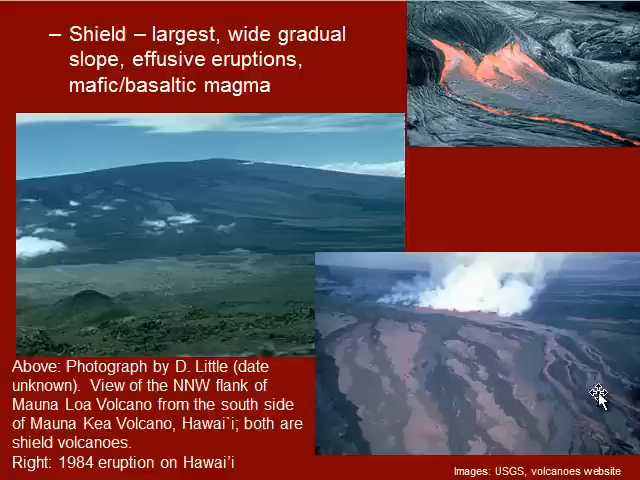 – Shield – largest, wide gradual
slope, effusive eruptions,
mafic/basaltic magma
Above: Photograph by D. Little (date
unknown). View of the NNW flank of
Mauna Loa Volcano from the south side
of Mauna Kea Volcano, Hawai`i; both are
shield volcanoes.
Right: 1984 eruption on Hawai'i
Images: USGS, volcanoes website